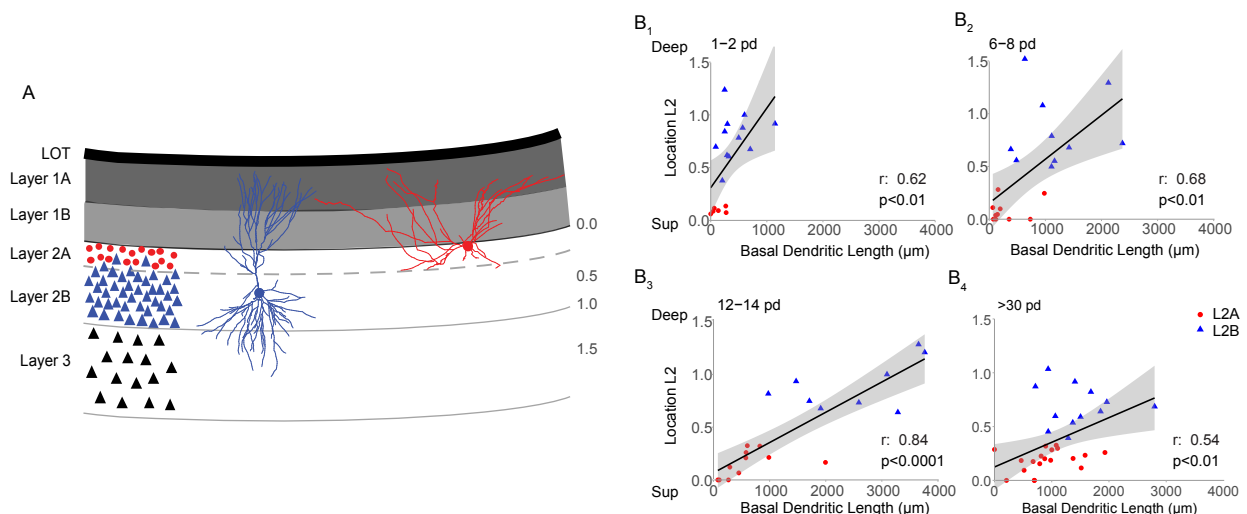 A
LOT
Layer 1A
Layer 1B
Layer 2A
Layer 2B
Layer 3
0.0
0.5
1.0
1.5
B1
Deep
1–2 pd
1.5
1.0
0.5
0.0
Sup
Location L2
r: 0.62
p<0.01
0 1000 2000 3000 4000
Basal Dendritic Length (µm)
B2
6–8 pd
1.5
1.0
0.5
0.0
r: 0.68
p<0.01
0 1000 2000 3000 4000
Basal Dendritic Length (µm)
B3
Deep
12–14 pd
1.5
1.0
0.5
0.0
Sup
Location L2
r: 0.84
p<0.0001
0 1000 2000 3000 4000
Basal Dendritic Length (µm)
B4
>30 pd
1.5
1.0
0.5
0.0
r: 0.54
p<0.01
0 1000 2000 3000 4000
Basal Dendritic Length (µm)
L2A
L2B